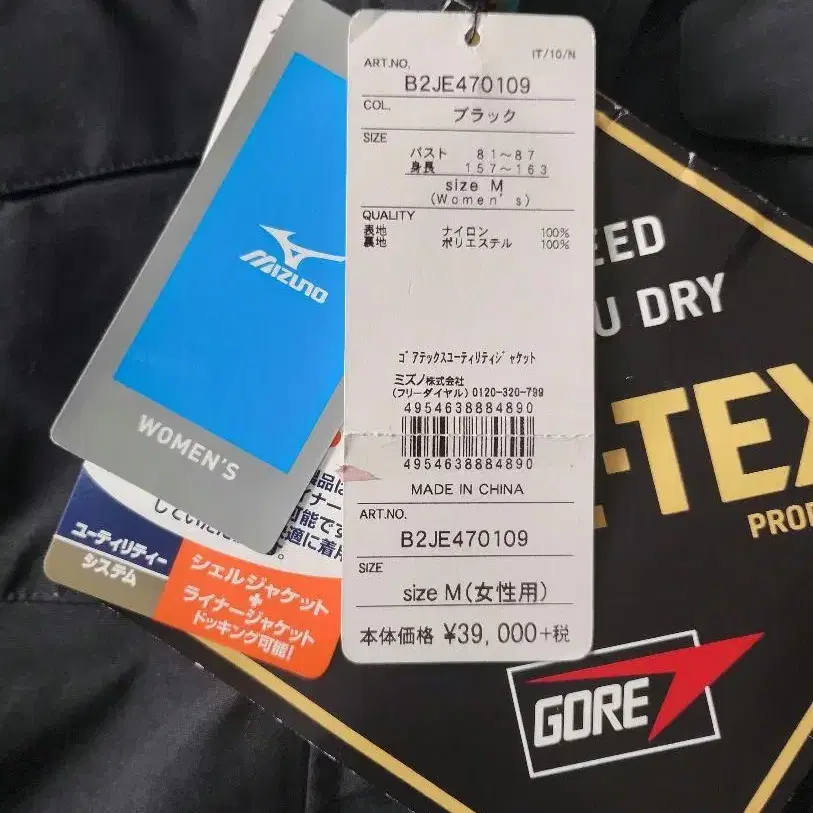 IT/10/N
ART.NO.
B2JE470109
COL.
ブラック
SIZE
バスト 81～87
身長 157～163
size M
(Women's)
QUALITY
表地 ナイロン 100%
裏地 ポリエステル 100%
ｺﾞｱﾃｯｸｽﾕｰﾃｨﾘﾃｨｼﾞｬｹｯﾄ
ミズノ株式会社
(フリーダイヤル) 0120-320-799
4954638884890
4954638884890
MADE IN CHINA
ART.NO.
B2JE470109
SIZE
size M(女性用)
本体価格 ¥39,000+税
MIZUNO
WOMEN'S
ユーティリティー
システム
シェルジャケット
+
ライナージャケット
ドッキング可能!
EED
U DRY
-TEX
GORE